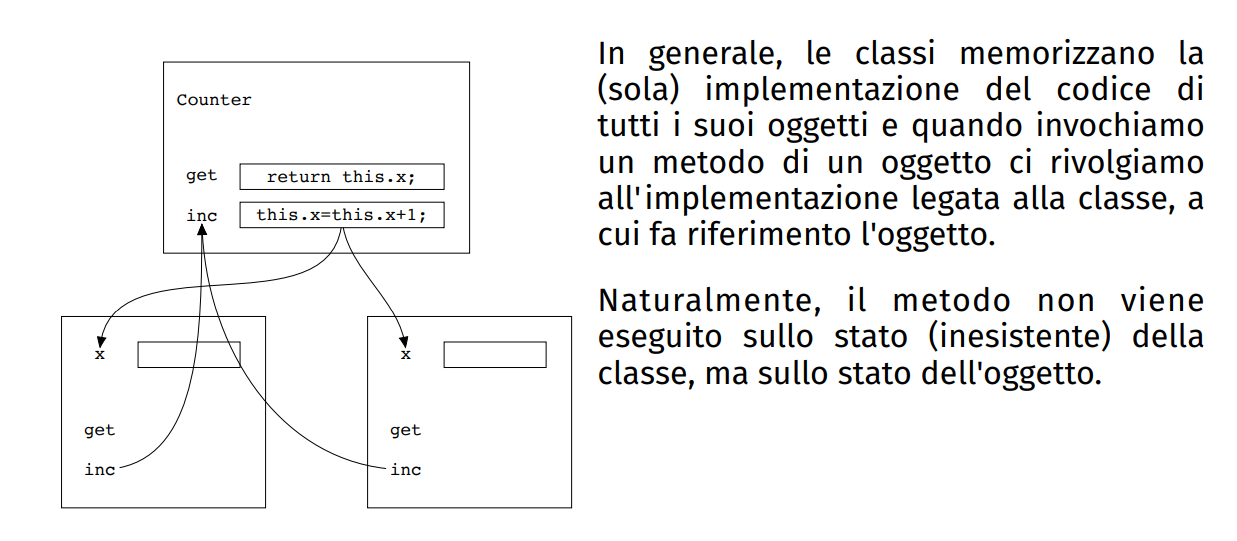 Counter
get return this.x;
inc this.x=this.x+1;
x
get
inc
x
get
inc
In generale, le classi memorizzano la
(sola) implementazione del codice di
tutti i suoi oggetti e quando invochiamo
un metodo di un oggetto ci rivolgiamo
all'implementazione legata alla classe, a
cui fa riferimento l'oggetto.
Naturalmente, il metodo non viene
eseguito sullo stato (inesistente) della
classe, ma sullo stato dell'oggetto.